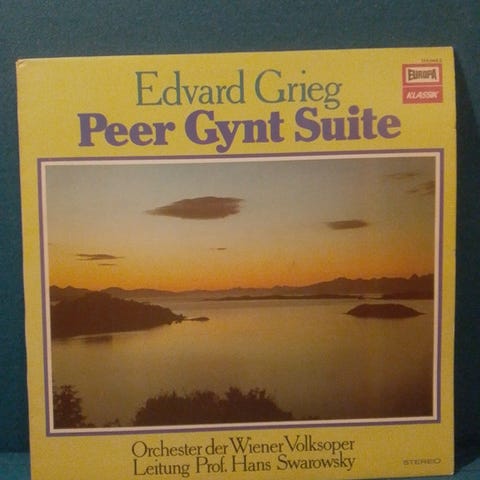 EUROPA
KLASSIK
Edvard Grieg
Peer Gynt Suite
Orchester der Wiener Volksoper
Leitung Prof. Hans Swarowsky
STEREO